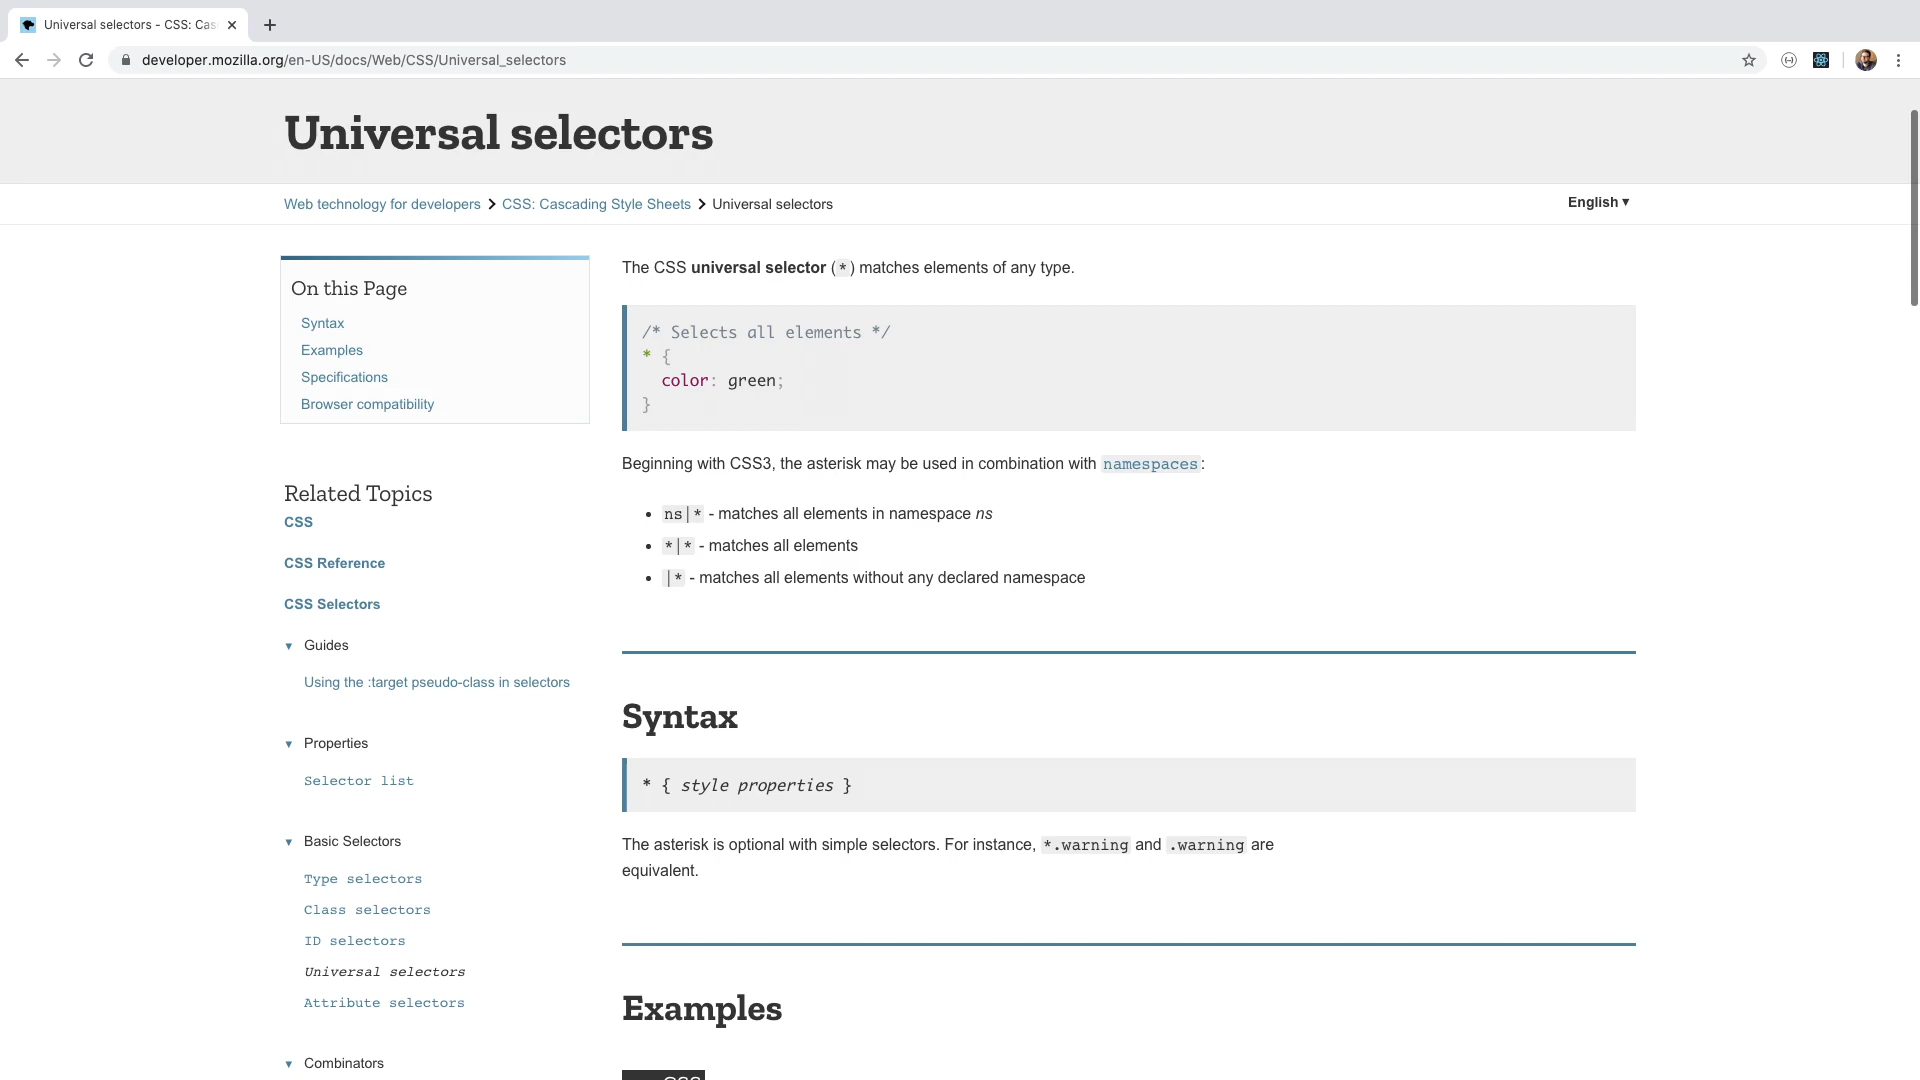 Universal selectors - CSS: Cas
developer.mozilla.org/en-US/docs/Web/CSS/Universal_selectors
Universal selectors
Web technology for developers
CSS: Cascading Style Sheets
Universal selectors
English ▾
On this Page
Syntax
Examples
Specifications
Browser compatibility
Related Topics
CSS
CSS Reference
CSS Selectors
Guides
Using the :target pseudo-class in selectors
Properties
Selector list
Basic Selectors
Type selectors
Class selectors
ID selectors
Universal selectors
Attribute selectors
Combinators
The CSS universal selector (*) matches elements of any type.
/* Selects all elements */
* {
color: green;
}
Beginning with CSS3, the asterisk may be used in combination with namespaces:
• ns|* - matches all elements in namespace ns
• *|* - matches all elements
• |* - matches all elements without any declared namespace
Syntax
* { style properties }
The asterisk is optional with simple selectors. For instance, *.warning and .warning are
equivalent.
Examples
CSS